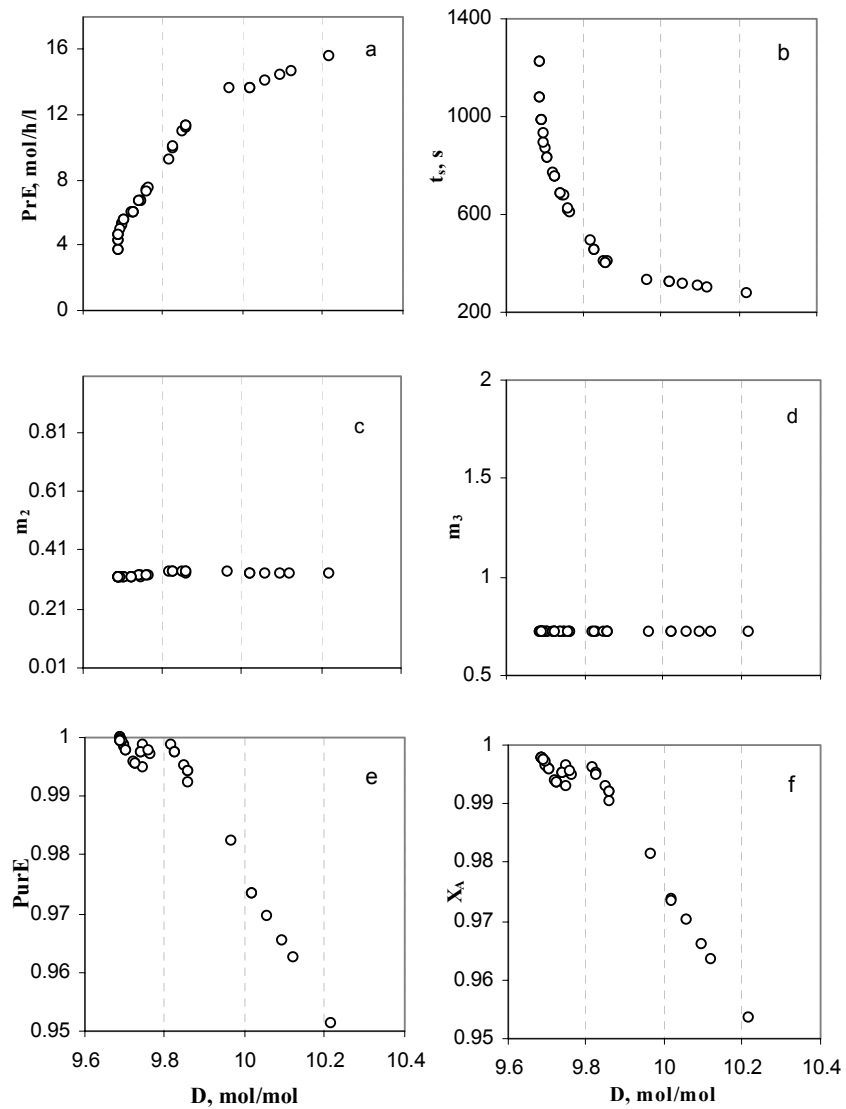 16
12
8
4
0
PrE, mol/h/l
a
1400
1000
600
200
tₛ, s
b
0.81
0.61
0.41
0.21
0.01
m₂
c
2
1.5
1
0.5
m₃
d
1
0.99
0.98
0.97
0.96
0.95
PurE
e
9.6 9.8 10 10.2 10.4
D, mol/mol
1
0.99
0.98
0.97
0.96
0.95
X_A
f
9.6 9.8 10 10.2 10.4
D, mol/mol